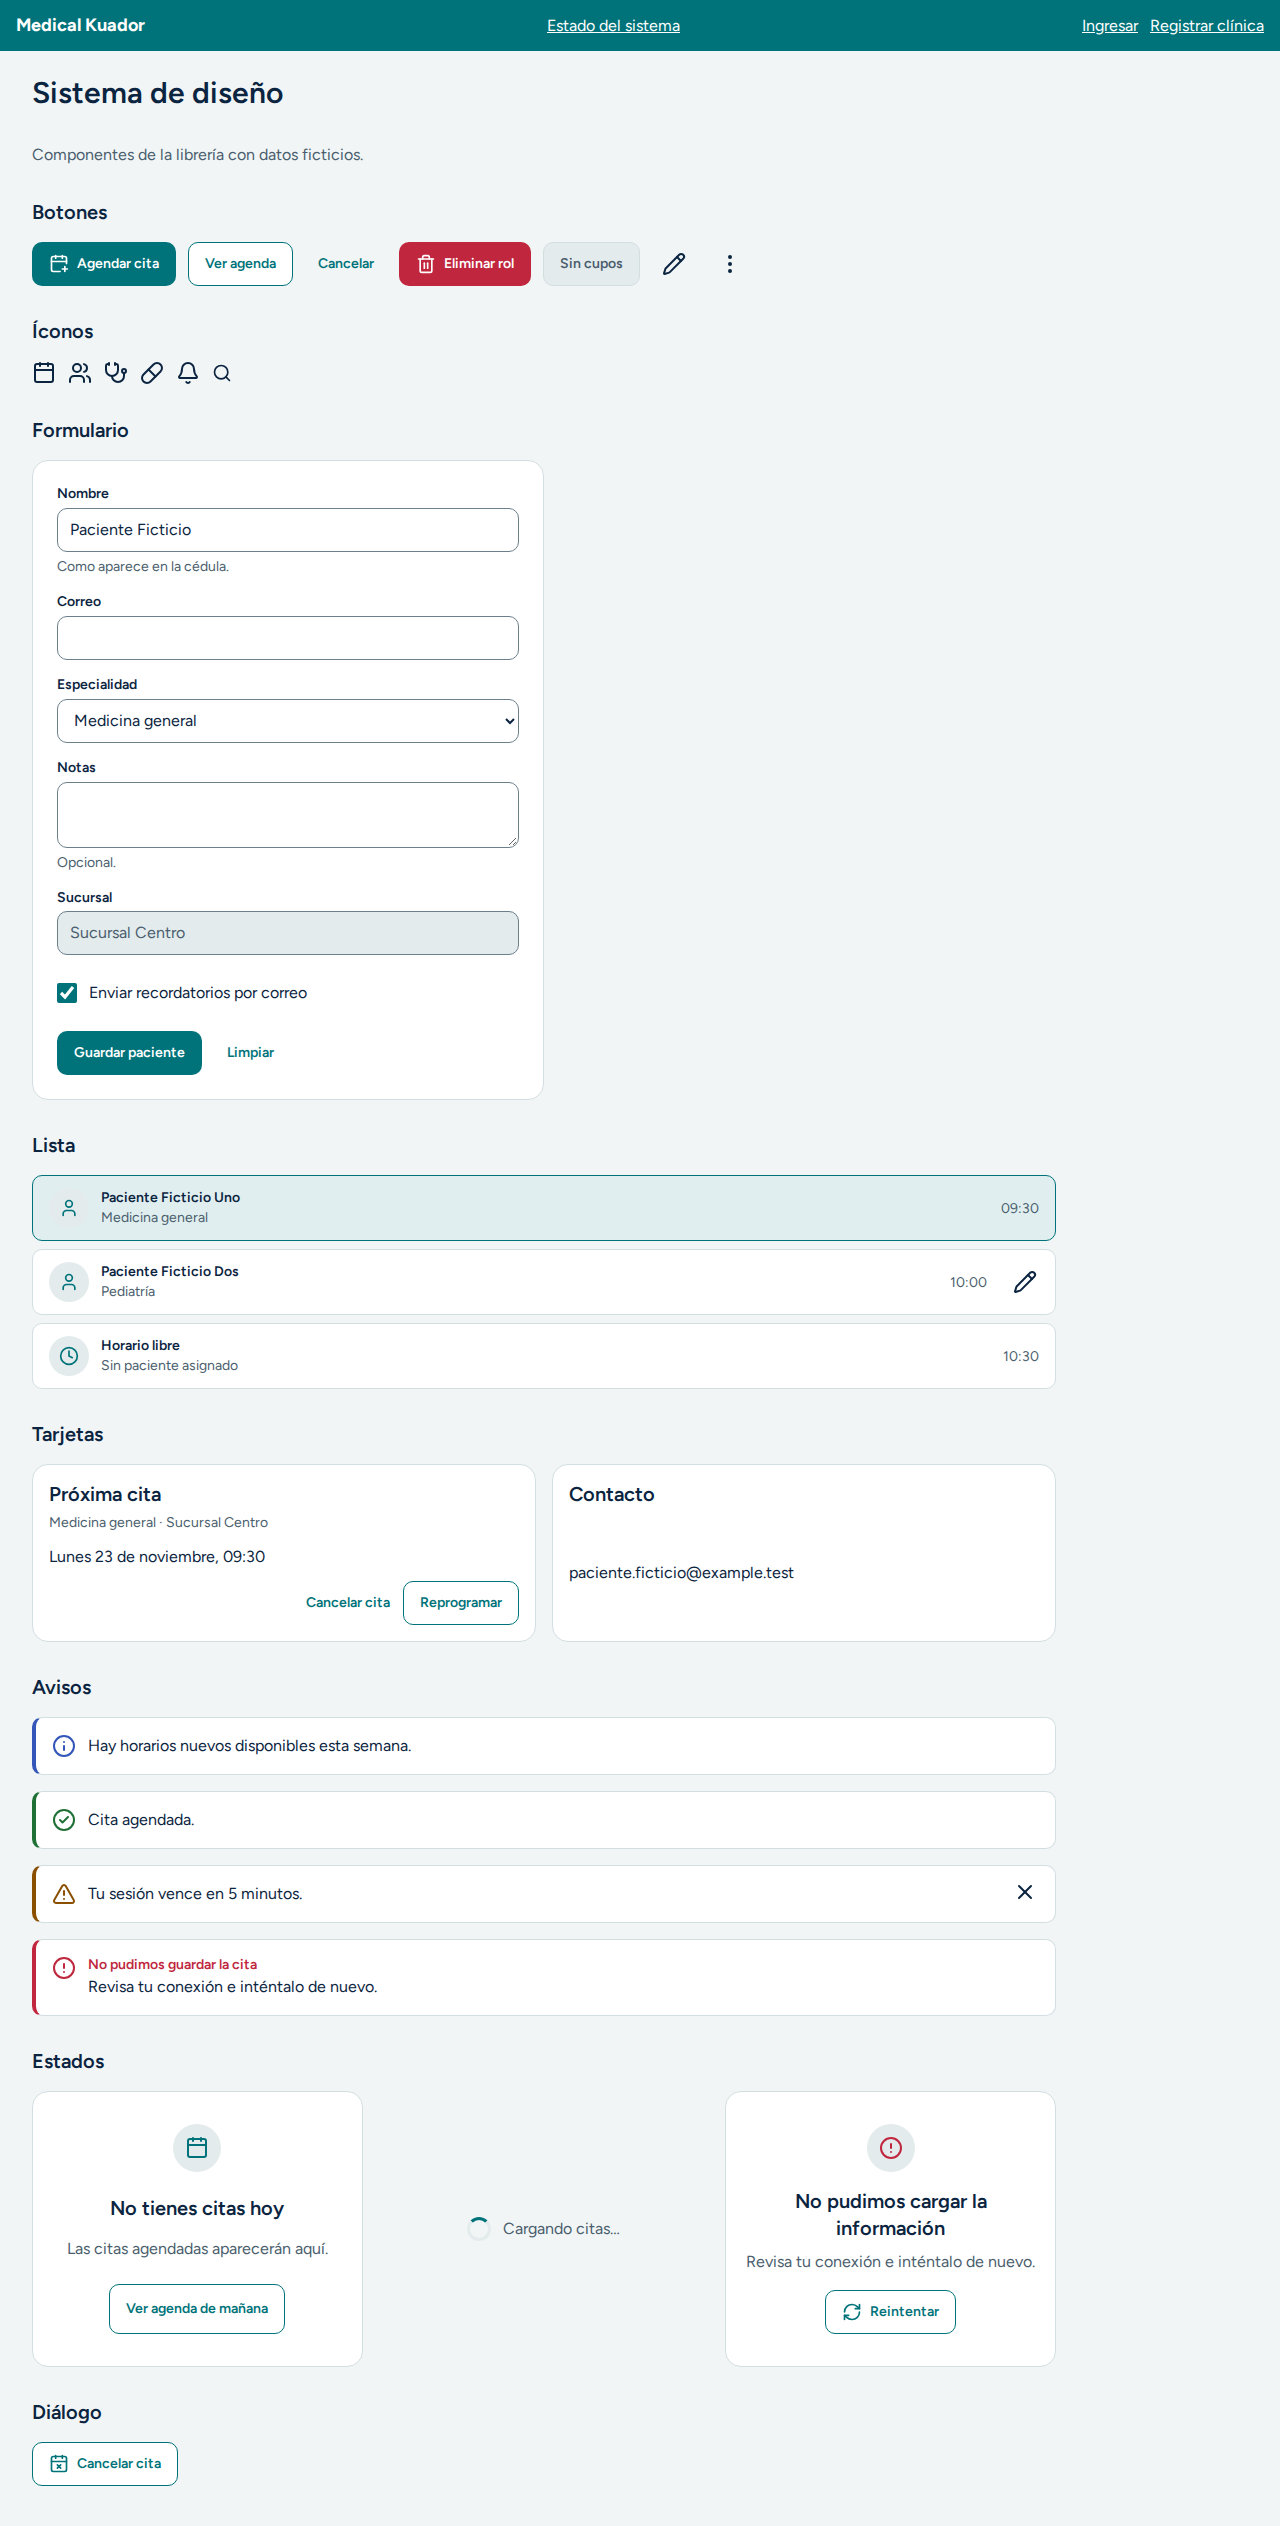 Medical Kuador
Estado del sistema
Ingresar
Registrar clínica
Sistema de diseño
Componentes de la librería con datos ficticios.
Botones
Agendar cita
Ver agenda
Cancelar
Eliminar rol
Sin cupos
Íconos
Formulario
Nombre
Paciente Ficticio
Como aparece en la cédula.
Correo
Especialidad
Medicina general
Notas
Opcional.
Sucursal
Sucursal Centro
Enviar recordatorios por correo
Guardar paciente
Limpiar
Lista
Paciente Ficticio Uno
Medicina general
09:30
Paciente Ficticio Dos
Pediatría
10:00
Horario libre
Sin paciente asignado
10:30
Tarjetas
Próxima cita
Medicina general · Sucursal Centro
Lunes 23 de noviembre, 09:30
Cancelar cita
Reprogramar
Contacto
paciente.ficticio@example.test
Avisos
Hay horarios nuevos disponibles esta semana.
Cita agendada.
Tu sesión vence en 5 minutos.
No pudimos guardar la cita
Revisa tu conexión e inténtalo de nuevo.
Estados
No tienes citas hoy
Las citas agendadas aparecerán aquí.
Ver agenda de mañana
Cargando citas...
No pudimos cargar la
información
Revisa tu conexión e inténtalo de nuevo.
Reintentar
Diálogo
Cancelar cita